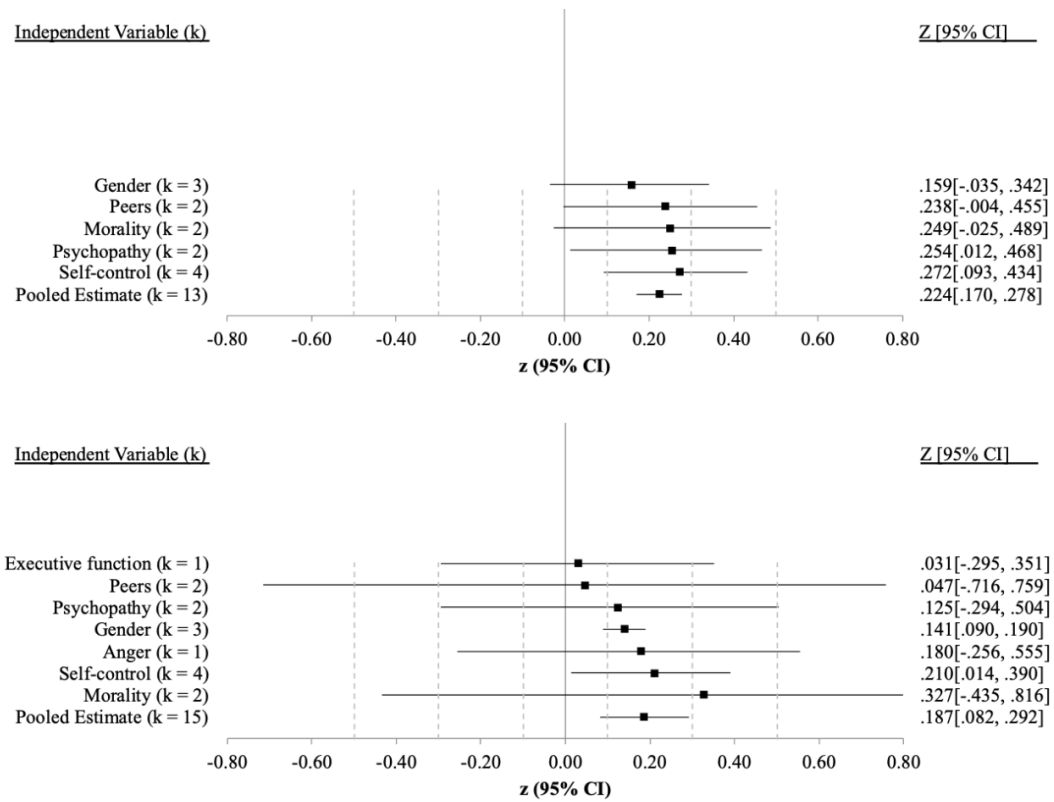 Independent Variable (k) Z [95% CI]
Gender (k = 3) .159[-.035, .342]
Peers (k = 2) .238[-.004, .455]
Morality (k = 2) .249[-.025, .489]
Psychopathy (k = 2) .254[.012, .468]
Self-control (k = 4) .272[.093, .434]
Pooled Estimate (k = 13) .224[.170, .278]
-0.80 -0.60 -0.40 -0.20 0.00 0.20 0.40 0.60 0.80
z (95% CI)
Independent Variable (k) Z [95% CI]
Executive function (k = 1) .031[-.295, .351]
Peers (k = 2) .047[-.716, .759]
Psychopathy (k = 2) .125[-.294, .504]
Gender (k = 3) .141[.090, .190]
Anger (k = 1) .180[-.256, .555]
Self-control (k = 4) .210[.014, .390]
Morality (k = 2) .327[-.435, .816]
Pooled Estimate (k = 15) .187[.082, .292]
-0.80 -0.60 -0.40 -0.20 0.00 0.20 0.40 0.60 0.80
z (95% CI)